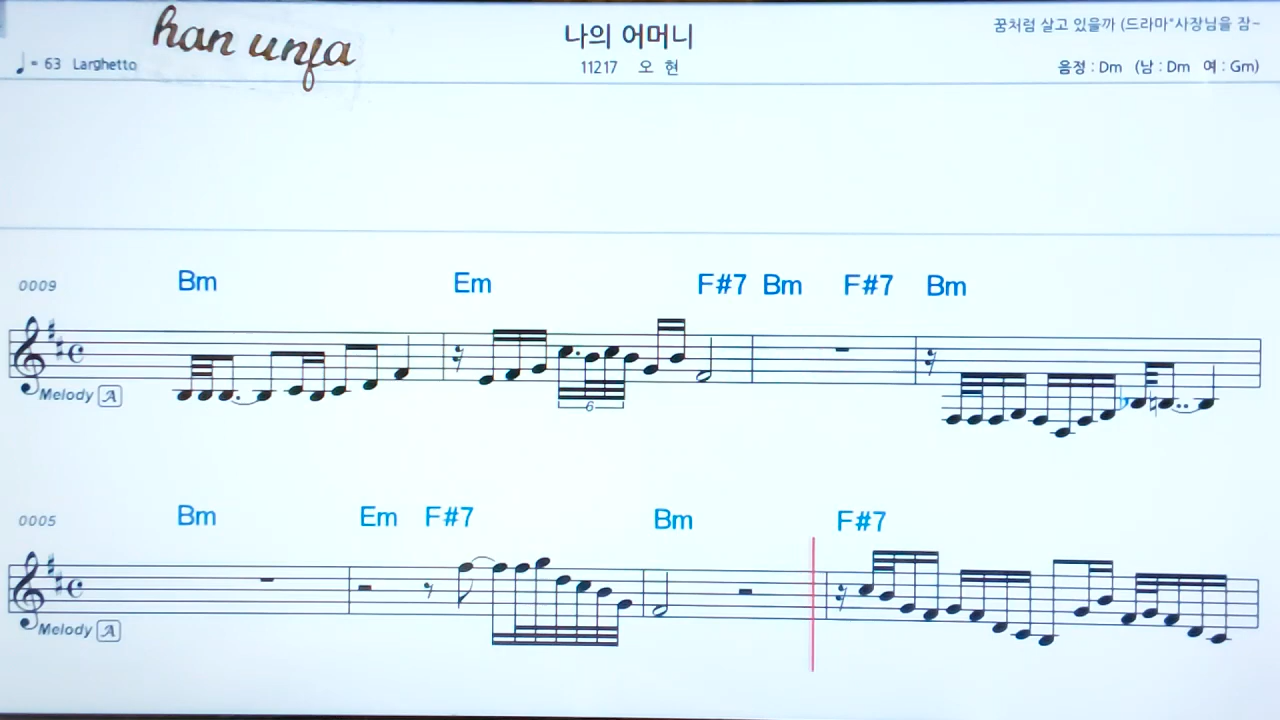 han unfa
나의 어머니
꿈처럼 살고 있을까 (드라마"사장님을 잠~
♩= 63 Larghetto
11217 오 현
음정 : Dm (남 : Dm 여 : Gm)
0009 Bm Em F#7 Bm F#7 Bm
6
Melody A
0005 Bm Em F#7 Bm F#7
Melody A